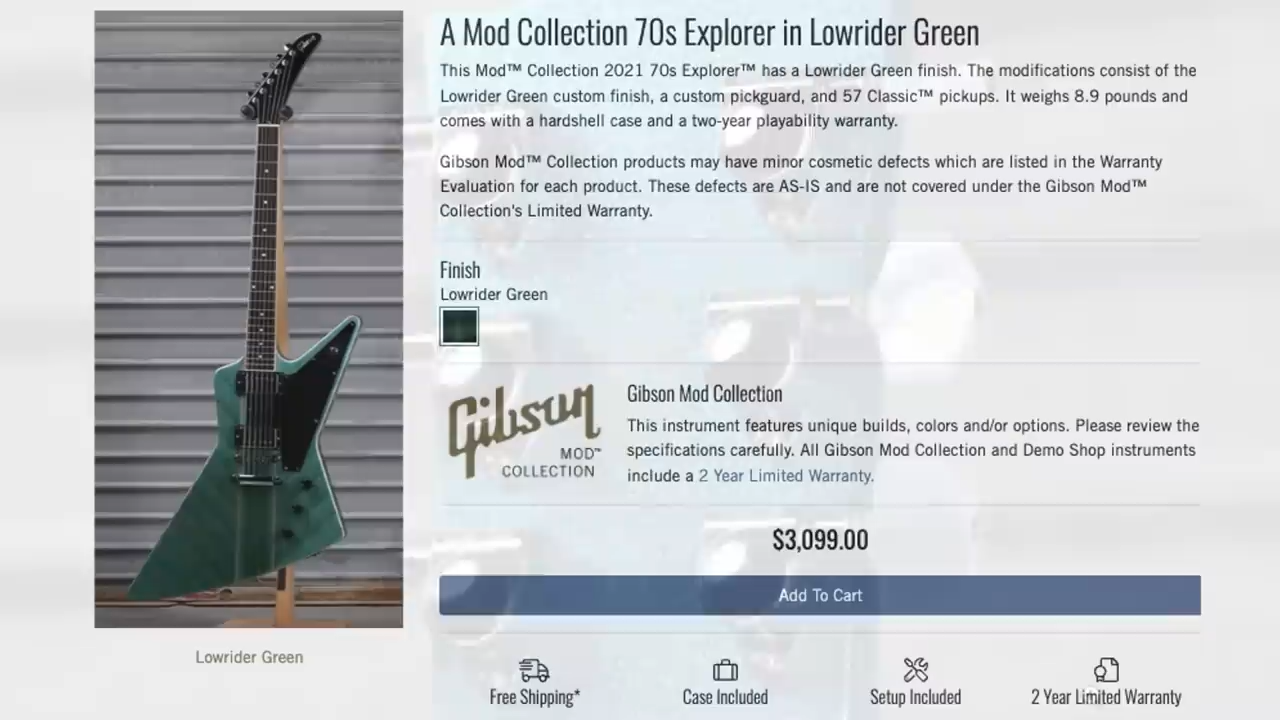 A Mod Collection 70s Explorer in Lowrider Green
This Mod™ Collection 2021 70s Explorer™ has a Lowrider Green finish. The modifications consist of the
Lowrider Green custom finish, a custom pickguard, and 57 Classic™ pickups. It weighs 8.9 pounds and
comes with a hardshell case and a two-year playability warranty.
Gibson Mod™ Collection products may have minor cosmetic defects which are listed in the Warranty
Evaluation for each product. These defects are AS-IS and are not covered under the Gibson Mod™
Collection's Limited Warranty.
Finish
Lowrider Green
Gibson
MOD™
COLLECTION
Gibson Mod Collection
This instrument features unique builds, colors and/or options. Please review the
specifications carefully. All Gibson Mod Collection and Demo Shop instruments
include a 2 Year Limited Warranty.
$3,099.00
Add To Cart
Lowrider Green
Free Shipping*
Case Included
Setup Included
2 Year Limited Warranty